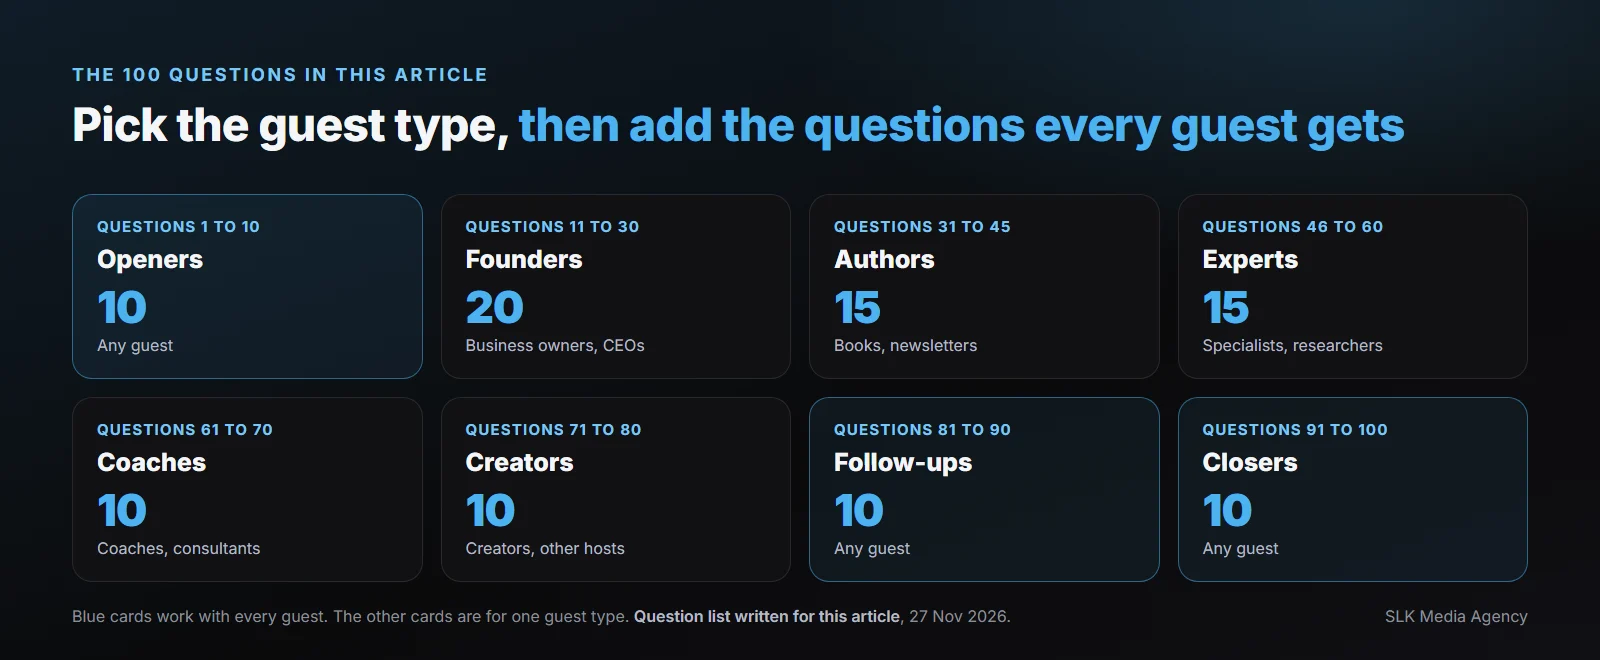 THE 100 QUESTIONS IN THIS ARTICLE
Pick the guest type, then add the questions every guest gets
QUESTIONS 1 TO 10
Openers
10
Any guest
QUESTIONS 11 TO 30
Founders
20
Business owners, CEOs
QUESTIONS 31 TO 45
Authors
15
Books, newsletters
QUESTIONS 46 TO 60
Experts
15
Specialists, researchers
QUESTIONS 61 TO 70
Coaches
10
Coaches, consultants
QUESTIONS 71 TO 80
Creators
10
Creators, other hosts
QUESTIONS 81 TO 90
Follow-ups
10
Any guest
QUESTIONS 91 TO 100
Closers
10
Any guest
Blue cards work with every guest. The other cards are for one guest type. Question list written for this article, 27 Nov 2026.
SLK Media Agency